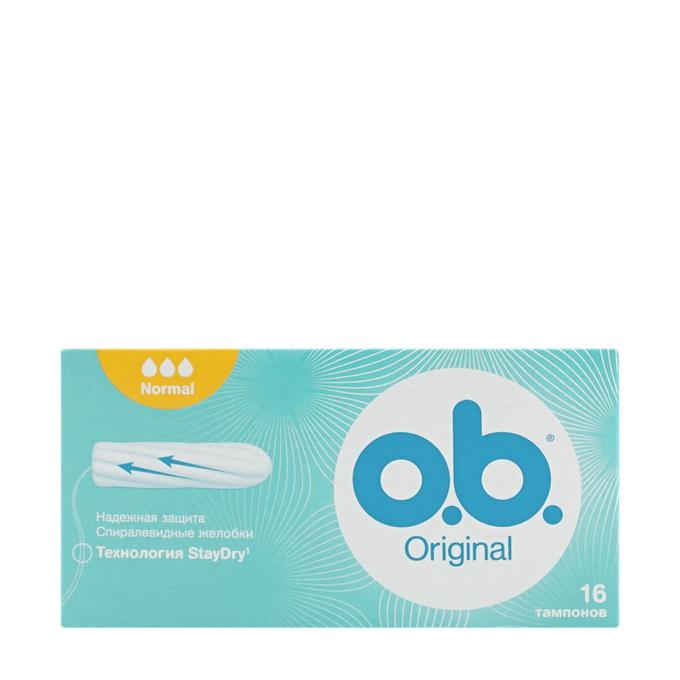 Normal
Надежная защита
Спиралевидные желобки
Технология StayDry¹
o.b.®
Original
16
тампонов